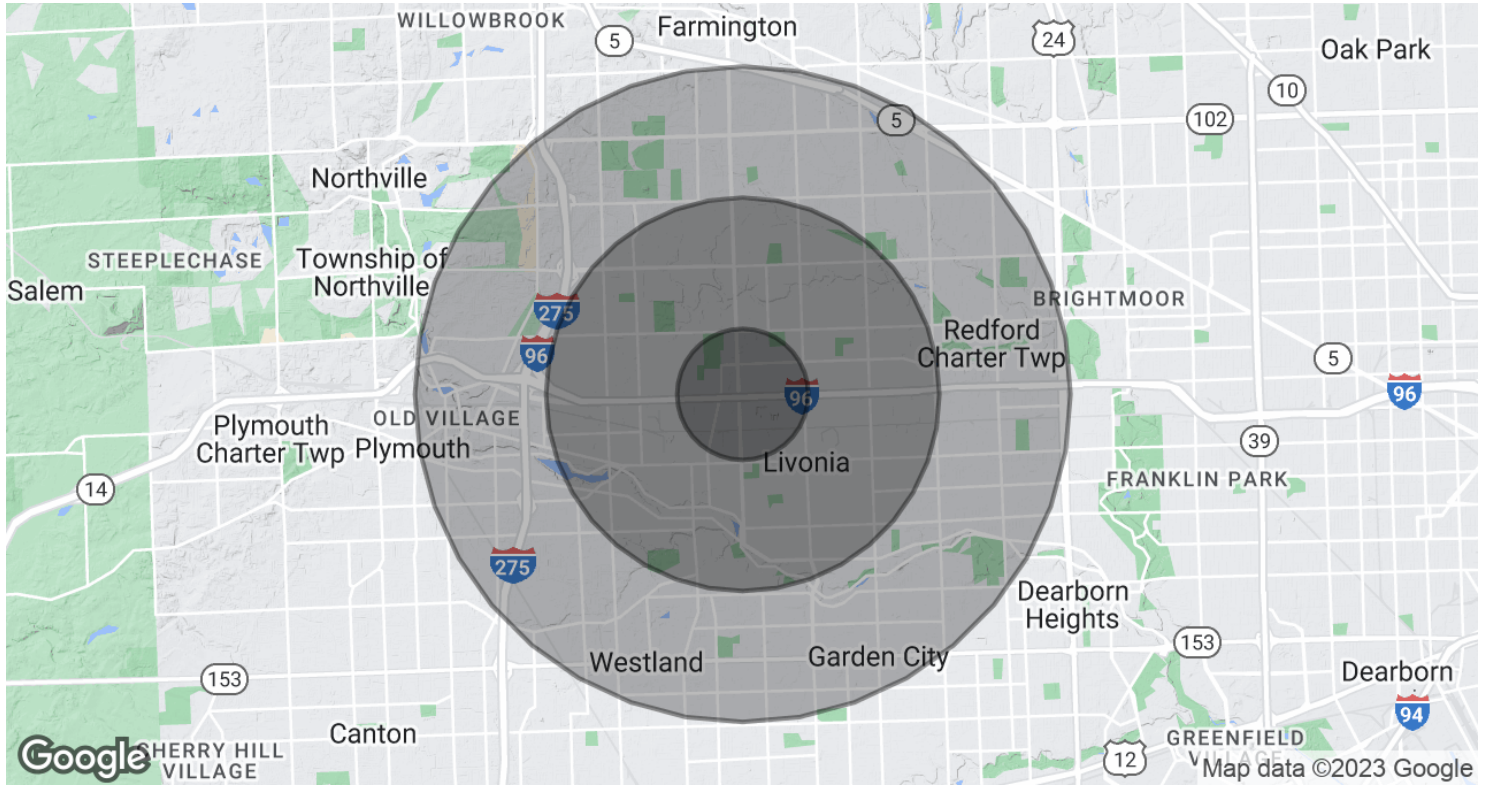 WILLOWBROOK
Farmington
5
24
Oak Park
10
5
102
Northville
STEEPLECHASE
Township of
Northville
Salem
BRIGHTMOOR
275
Redford
Charter Twp
96
5
96
96
OLD VILLAGE
Plymouth
Charter Twp
Plymouth
39
Livonia
14
FRANKLIN PARK
275
Dearborn
Heights
153
Westland
Garden City
153
Dearborn
94
Canton
GREENFIELD
VILLAGE
12
Google
CHERRY HILL
VILLAGE
Map data ©2023 Google